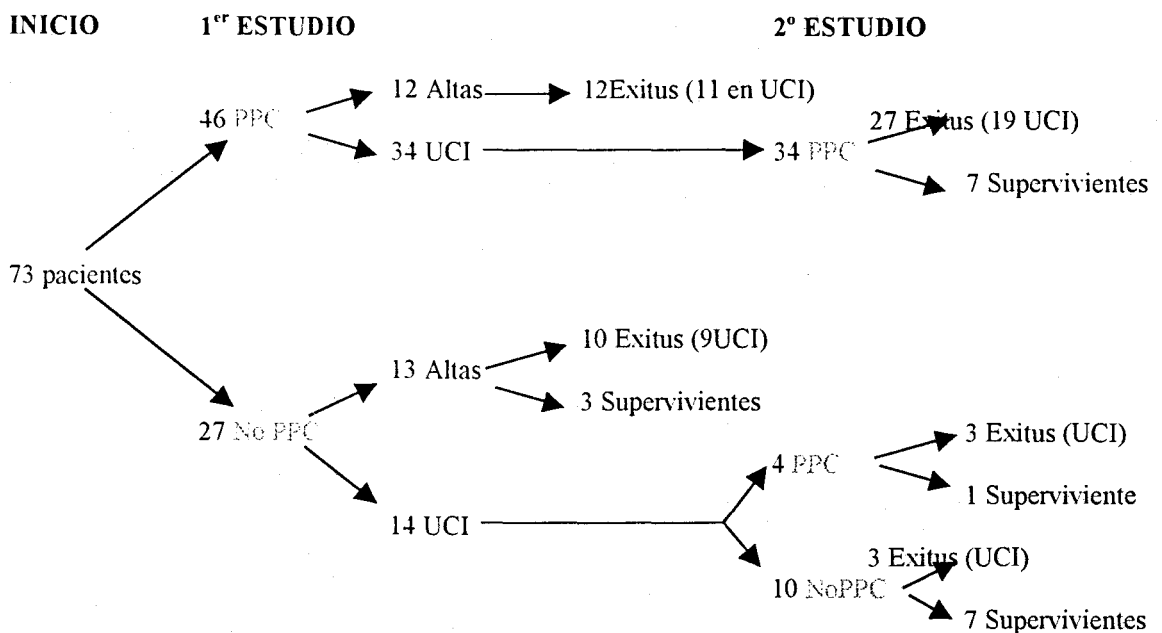 INICIO 1er ESTUDIO 2º ESTUDIO
12 Altas 12Exitus (11 en UCI)
46 PPC 27 Exitus (19 UCI)
34 UCI 34 PPC
7 Supervivientes
73 pacientes
10 Exitus (9UCI)
13 Altas
3 Supervivientes
27 No PPC 3 Exitus (UCI)
4 PPC
1 Superviviente
14 UCI
3 Exitus (UCI)
10 NoPPC
7 Supervivientes